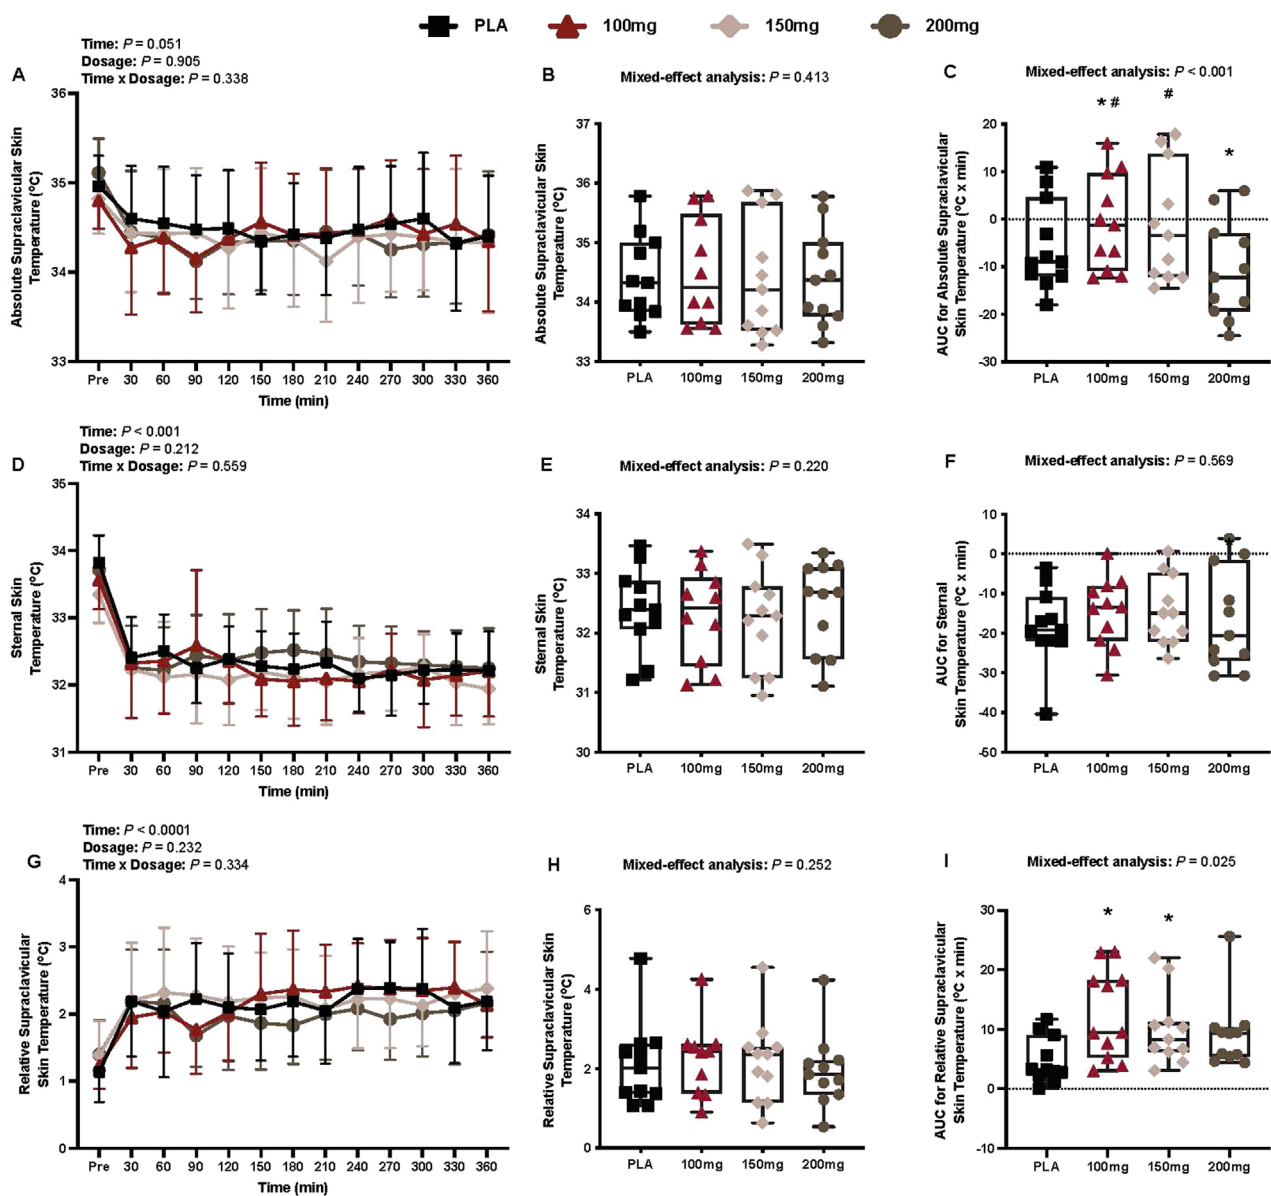 PLA 100mg 150mg 200mg
Time: P = 0.051
Dosage: P = 0.905
Time x Dosage: P = 0.338
A
Absolute Supraclavicular Skin
Temperature (°C)
36
35
34
33
Pre 30 60 90 120 150 180 210 240 270 300 330 360
Time (min)
B
Mixed-effect analysis: P = 0.413
Absolute Supraclavicular Skin
Temperature (°C)
37
36
35
34
33
PLA 100mg 150mg 200mg
C
Mixed-effect analysis: P < 0.001
AUC for Absolute Supraclavicular
Skin Temperature (°C x min)
20
10
0
-10
-20
-30
* #
#
*
PLA 100mg 150mg 200mg
Time: P < 0.001
Dosage: P = 0.212
Time x Dosage: P = 0.559
D
Sternal Skin
Temperature (°C)
35
34
33
32
31
Pre 30 60 90 120 150 180 210 240 270 300 330 360
Time (min)
E
Mixed-effect analysis: P = 0.220
Sternal Skin
Temperature (°C)
34
33
32
31
30
PLA 100mg 150mg 200mg
F
Mixed-effect analysis: P = 0.569
AUC for Sternal
Skin Temperature (°C x min)
10
0
-10
-20
-30
-40
-50
PLA 100mg 150mg 200mg
Time: P < 0.0001
Dosage: P = 0.232
Time x Dosage: P = 0.334
G
Relative Supraclavicular
Skin Temperature (°C)
4
3
2
1
0
Pre 30 60 90 120 150 180 210 240 270 300 330 360
Time (min)
H
Mixed-effect analysis: P = 0.252
Relative Supraclavicular Skin
Temperature (°C)
6
4
2
0
PLA 100mg 150mg 200mg
I
Mixed-effect analysis: P = 0.025
AUC for Relative Supraclavicular
Skin Temperature (°C x min)
30
20
10
0
-10
*
*
PLA 100mg 150mg 200mg